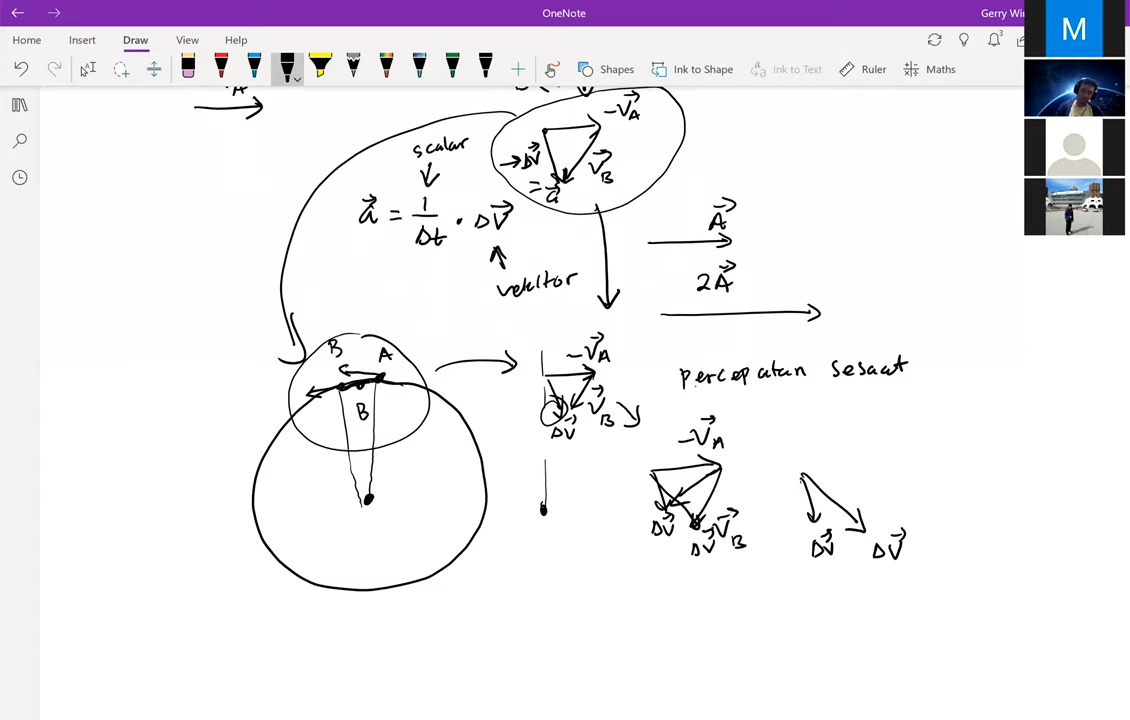 OneNote
Gerry Wi
Home Insert Draw View Help
Shapes Ink to Shape Ink to Text Ruler Maths
3
M
A
-V⃗A
scalar
→ΔV⃗
V⃗B
= a⃗
a⃗ = 1/Δt · ΔV⃗
vektor
A⃗
2A⃗
B A
B
-V⃗A
V⃗B
ΔV⃗
percepatan sesaat
-V⃗A
ΔV⃗ ΔV⃗ V⃗B
ΔV⃗ ΔV⃗